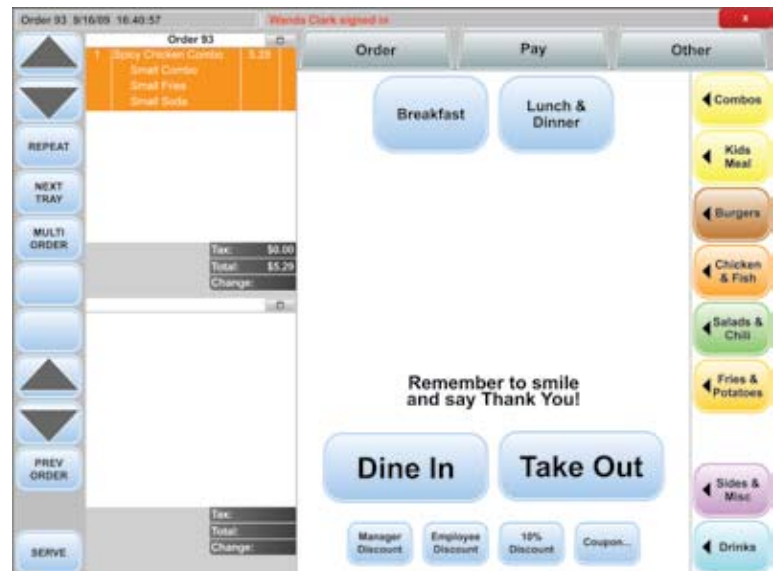 Order 93 9/16/09 16:40:57
Wanda Clark signed in
x
Order 93
1 Spicy Chicken Combo 5.29
Small Combo
Small Fries
Small Soda
Tax: $0.00
Total: $5.29
Change:
Tax:
Total:
Change:
REPEAT
NEXT
TRAY
MULTI
ORDER
PREV
ORDER
SERVE
Order
Pay
Other
Breakfast
Lunch &
Dinner
Remember to smile
and say Thank You!
Dine In
Take Out
Manager
Discount
Employee
Discount
10%
Discount
Coupon...
Combos
Kids
Meal
Burgers
Chicken
& Fish
Salads &
Chili
Fries &
Potatoes
Sides &
Misc
Drinks